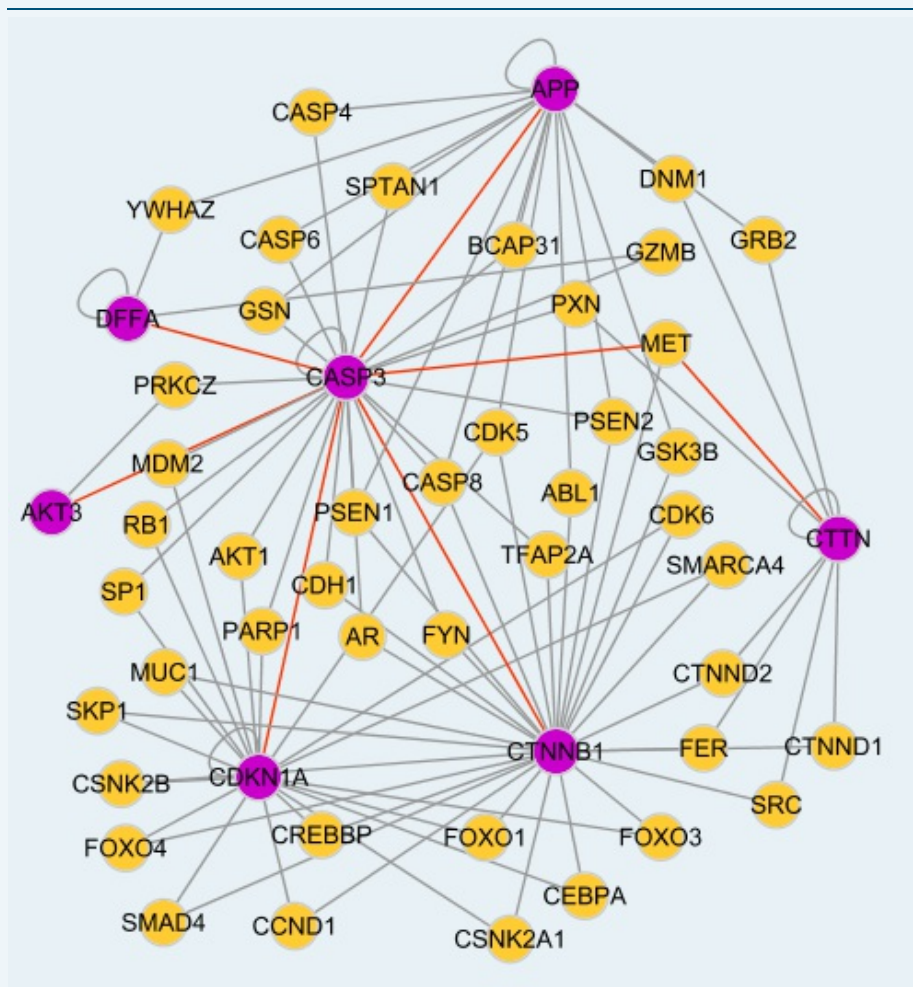 APP
CASP4
DNM1
SPTAN1
YWHAZ
CASP6
BCAP31
GRB2
GZMB
GSN
PXN
DFFA
MET
CASP3
PRKCZ
PSEN2
CDK5
GSK3B
MDM2
CASP8
ABL1
AKT3
PSEN1
CDK6
RB1
CTTN
AKT1
TFAP2A
SMARCA4
CDH1
SP1
PARP1
AR
FYN
MUC1
CTNND2
SKP1
CTNNB1
FER
CTNND1
CDKN1A
CSNK2B
SRC
CREBBP
FOXO1
FOXO3
FOXO4
CEBPA
SMAD4
CCND1
CSNK2A1